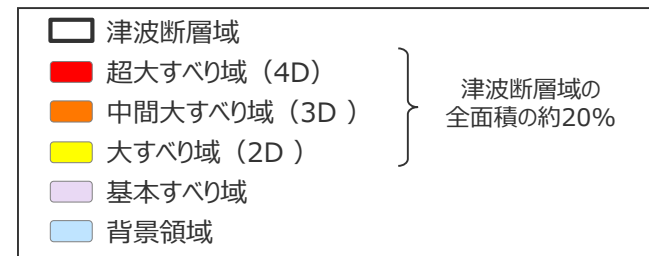 津波断層域
超大すべり域（4D）
中間大すべり域（3D ）
大すべり域（2D ）
基本すべり域
背景領域
津波断層域の
全面積の約20%